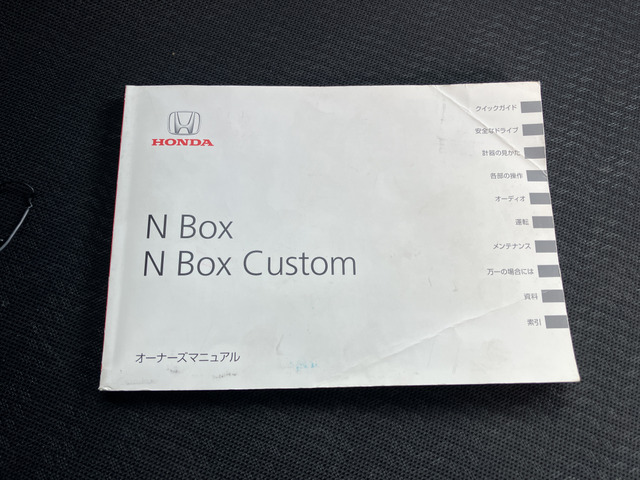 HONDA
N Box
N Box Custom
オーナーズマニュアル
クイックガイド
安全なドライブ
計器の見かた
各部の操作
オーディオ
運転
メンテナンス
万一の場合には
資料
索引